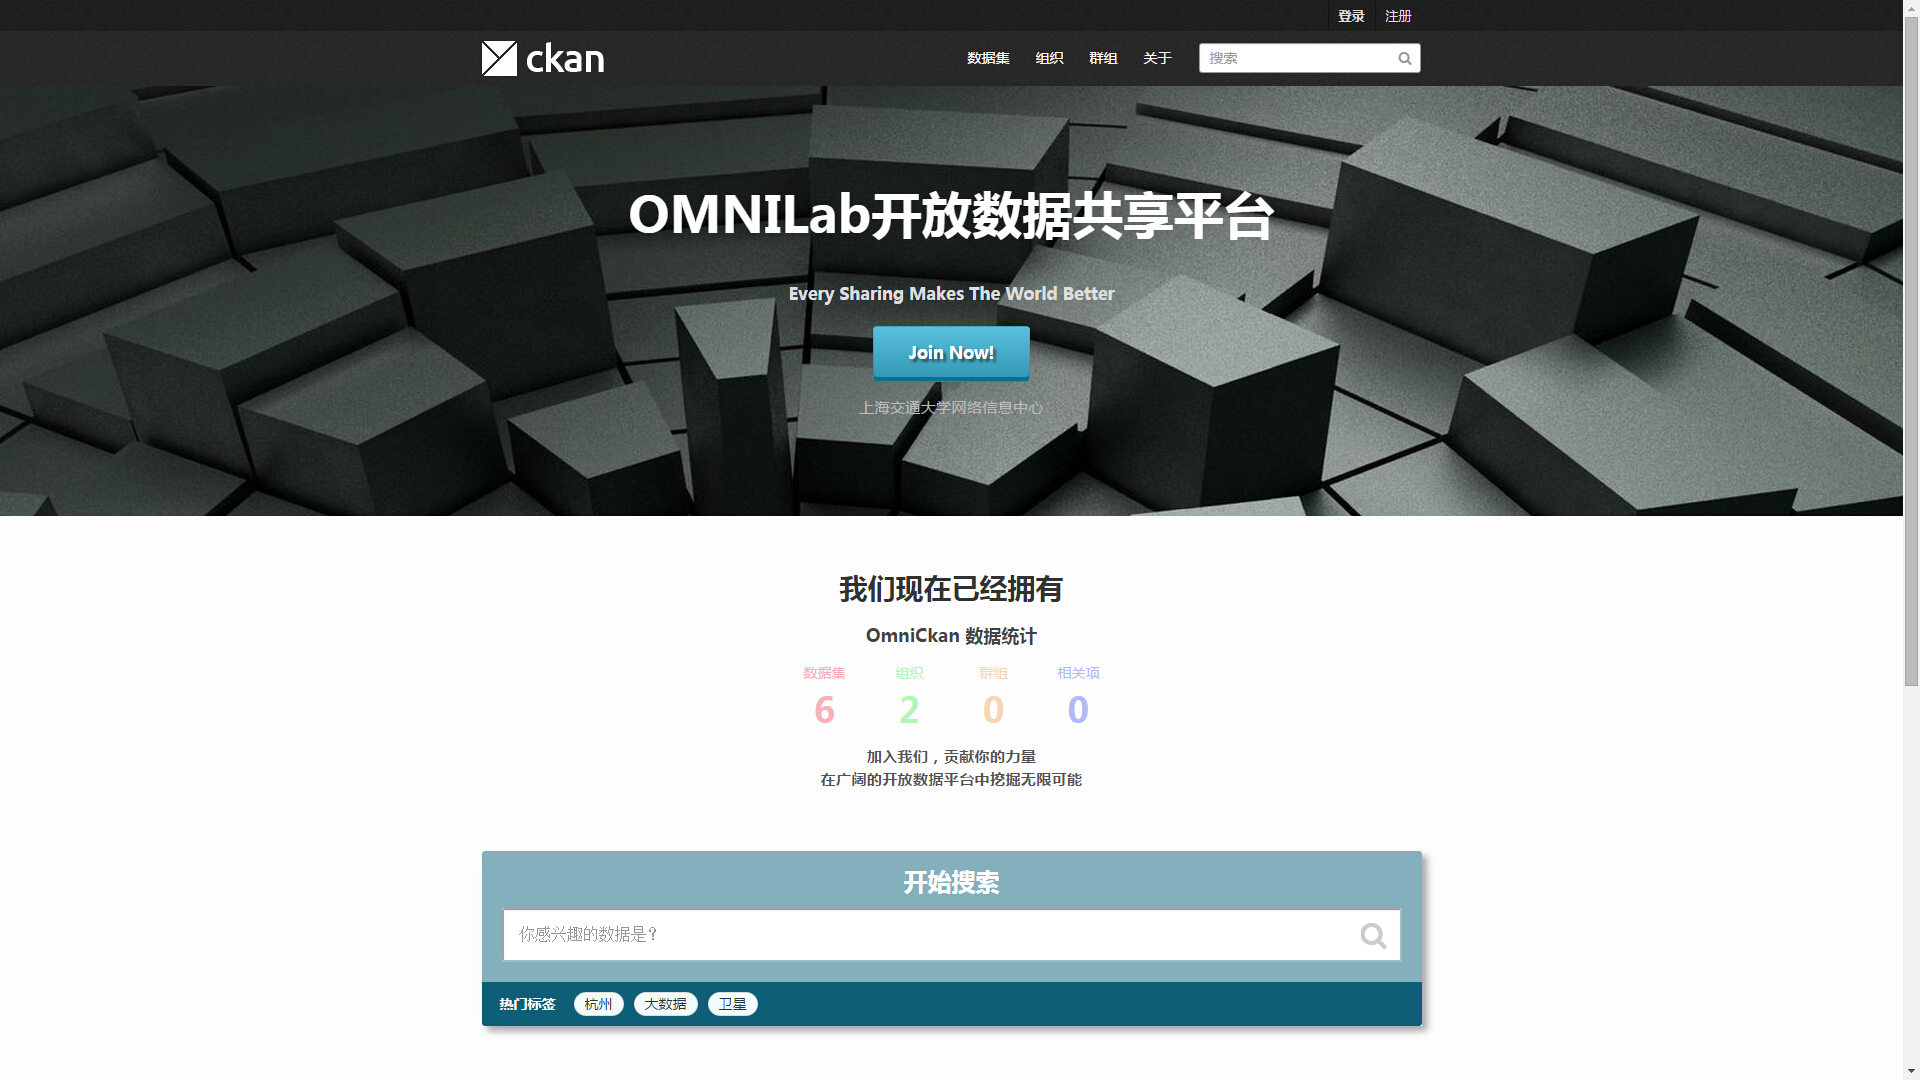 登录 注册
ckan
数据集 组织 群组 关于 搜索
OMNILab开放数据共享平台
Every Sharing Makes The World Better
Join Now!
上海交通大学网络信息中心
我们现在已经拥有
OmniCkan 数据统计
数据集 组织 群组 相关项
6 2 0 0
加入我们，贡献你的力量
在广阔的开放数据平台中挖掘无限可能
开始搜索
你感兴趣的数据是？
热门标签 杭州 大数据 卫星